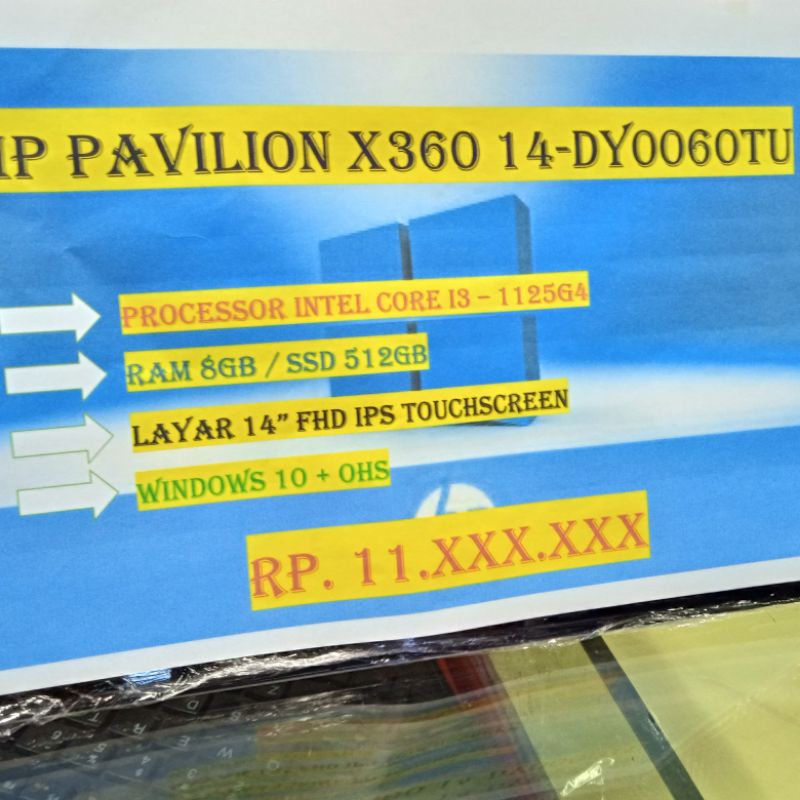 HP PAVILION X360 14-DY0060TU
PROCESSOR INTEL CORE I3 – 1125G4
RAM 8GB / SSD 512GB
LAYAR 14” FHD IPS TOUCHSCREEN
WINDOWS 10 + OHS
RP. 11.XXX.XXX